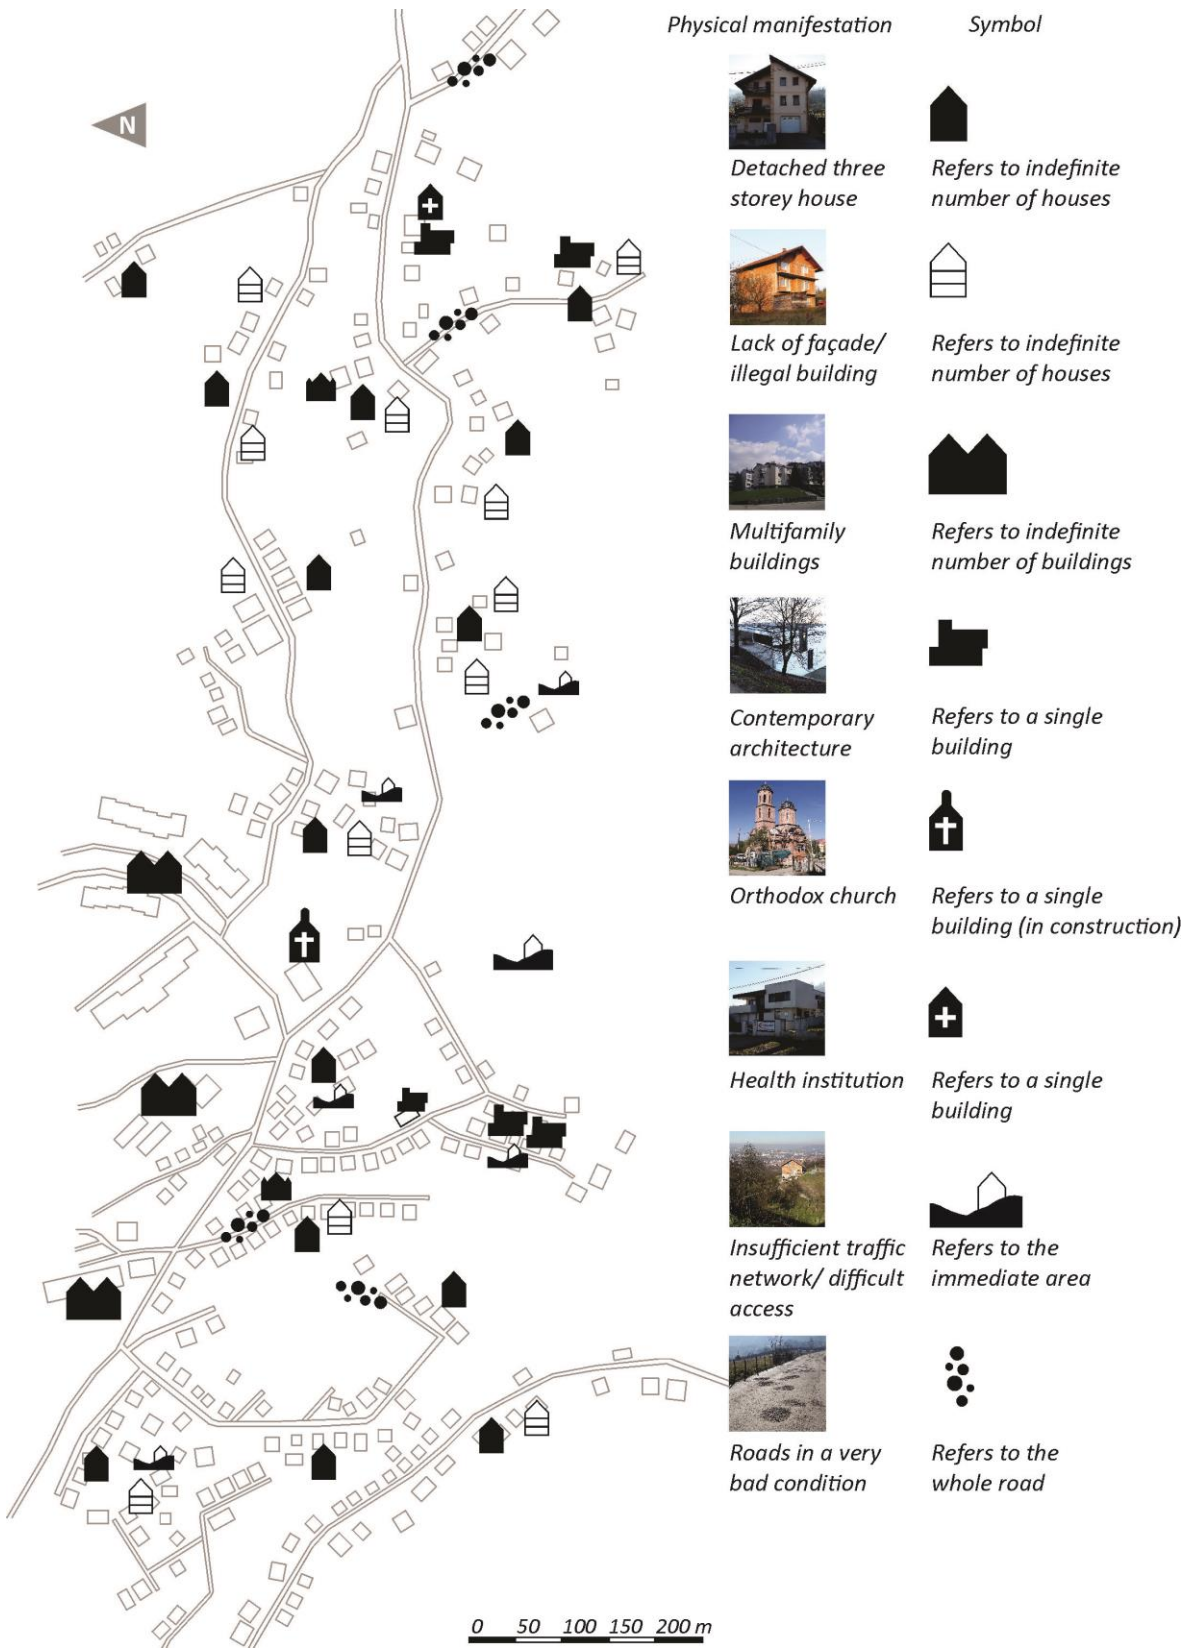 Physical manifestation Symbol
N
Detached three
storey house
Refers to indefinite
number of houses
Lack of façade/
illegal building
Refers to indefinite
number of houses
Multifamily
buildings
Refers to indefinite
number of buildings
Contemporary
architecture
Refers to a single
building
Orthodox church
Refers to a single
building (in construction)
Health institution
Refers to a single
building
Insufficient traffic
network/ difficult
access
Refers to the
immediate area
Roads in a very
bad condition
Refers to the
whole road
0 50 100 150 200 m